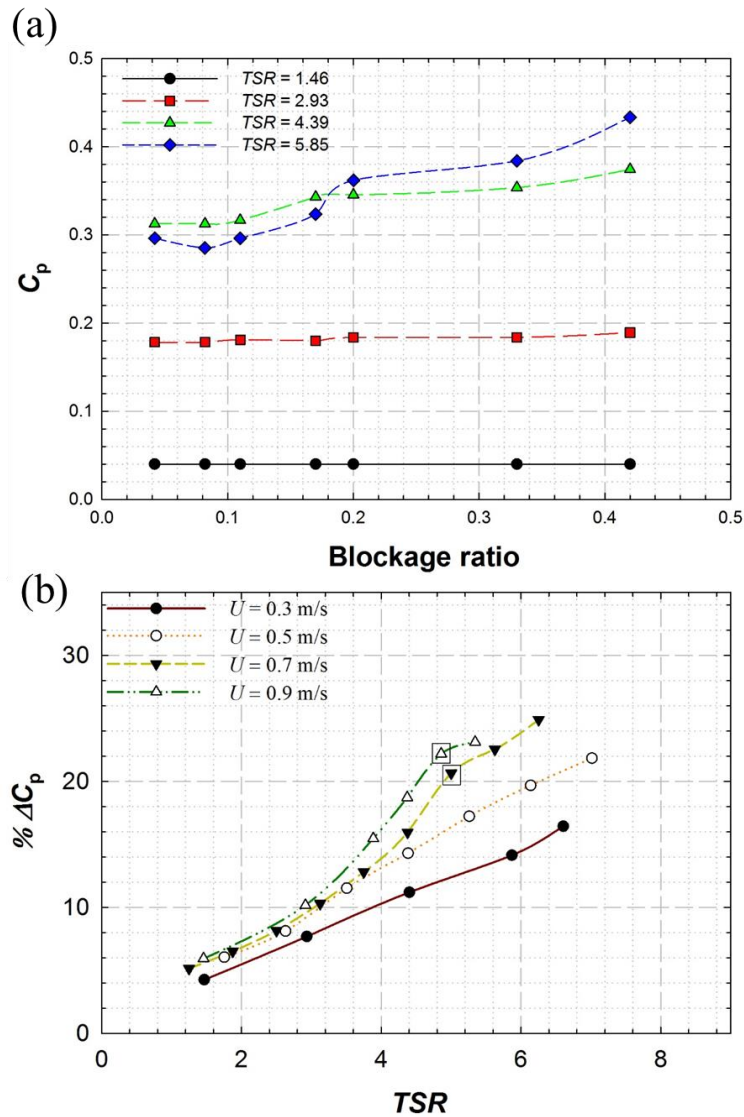 (a)
0.5
TSR = 1.46
TSR = 2.93
TSR = 4.39
TSR = 5.85
0.4
0.3
Cp
0.2
0.1
0.0
0.0 0.1 0.2 0.3 0.4 0.5
Blockage ratio
(b)
U = 0.3 m/s
U = 0.5 m/s
U = 0.7 m/s
U = 0.9 m/s
30
20
% ΔCp
10
0
0 2 4 6 8
TSR